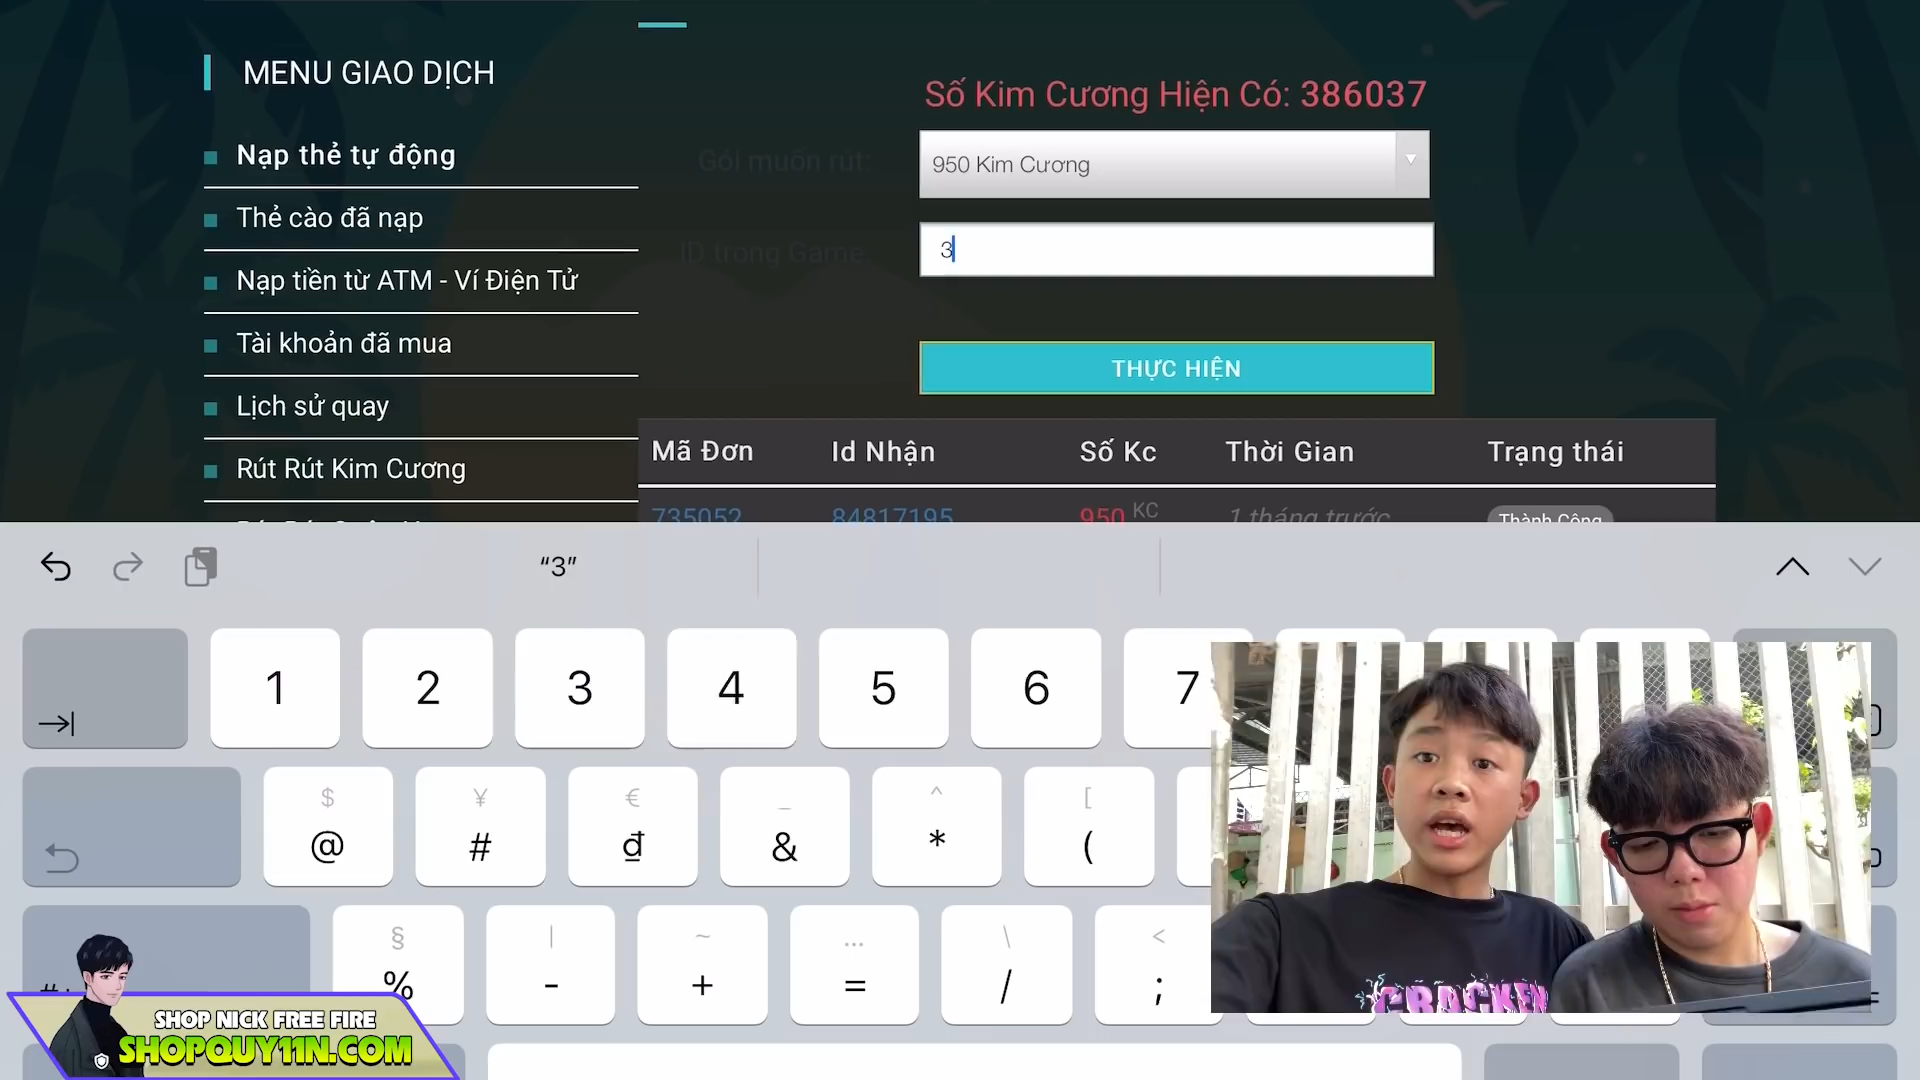 MENU GIAO DỊCH
Nạp thẻ tự động
Thẻ cào đã nạp
Nạp tiền từ ATM - Ví Điện Tử
Tài khoản đã mua
Lịch sử quay
Rút Rút Kim Cương
Số Kim Cương Hiện Có: 386037
Gói muốn rút:
950 Kim Cương
ID trong Game
3
THỰC HIỆN
Mã Đơn Id Nhận Số Kc Thời Gian Trạng thái
735052 84817195 950 KC 1 tháng trước Thành Công
“3”
1 2 3 4 5 6 7
$ ¥ € _ ^ [
@ # ₫ & * (
§ | ~ … \ <
% - + = / ;
CRACKEN
SHOP NICK FREE FIRE
SHOPQUY11N.COM